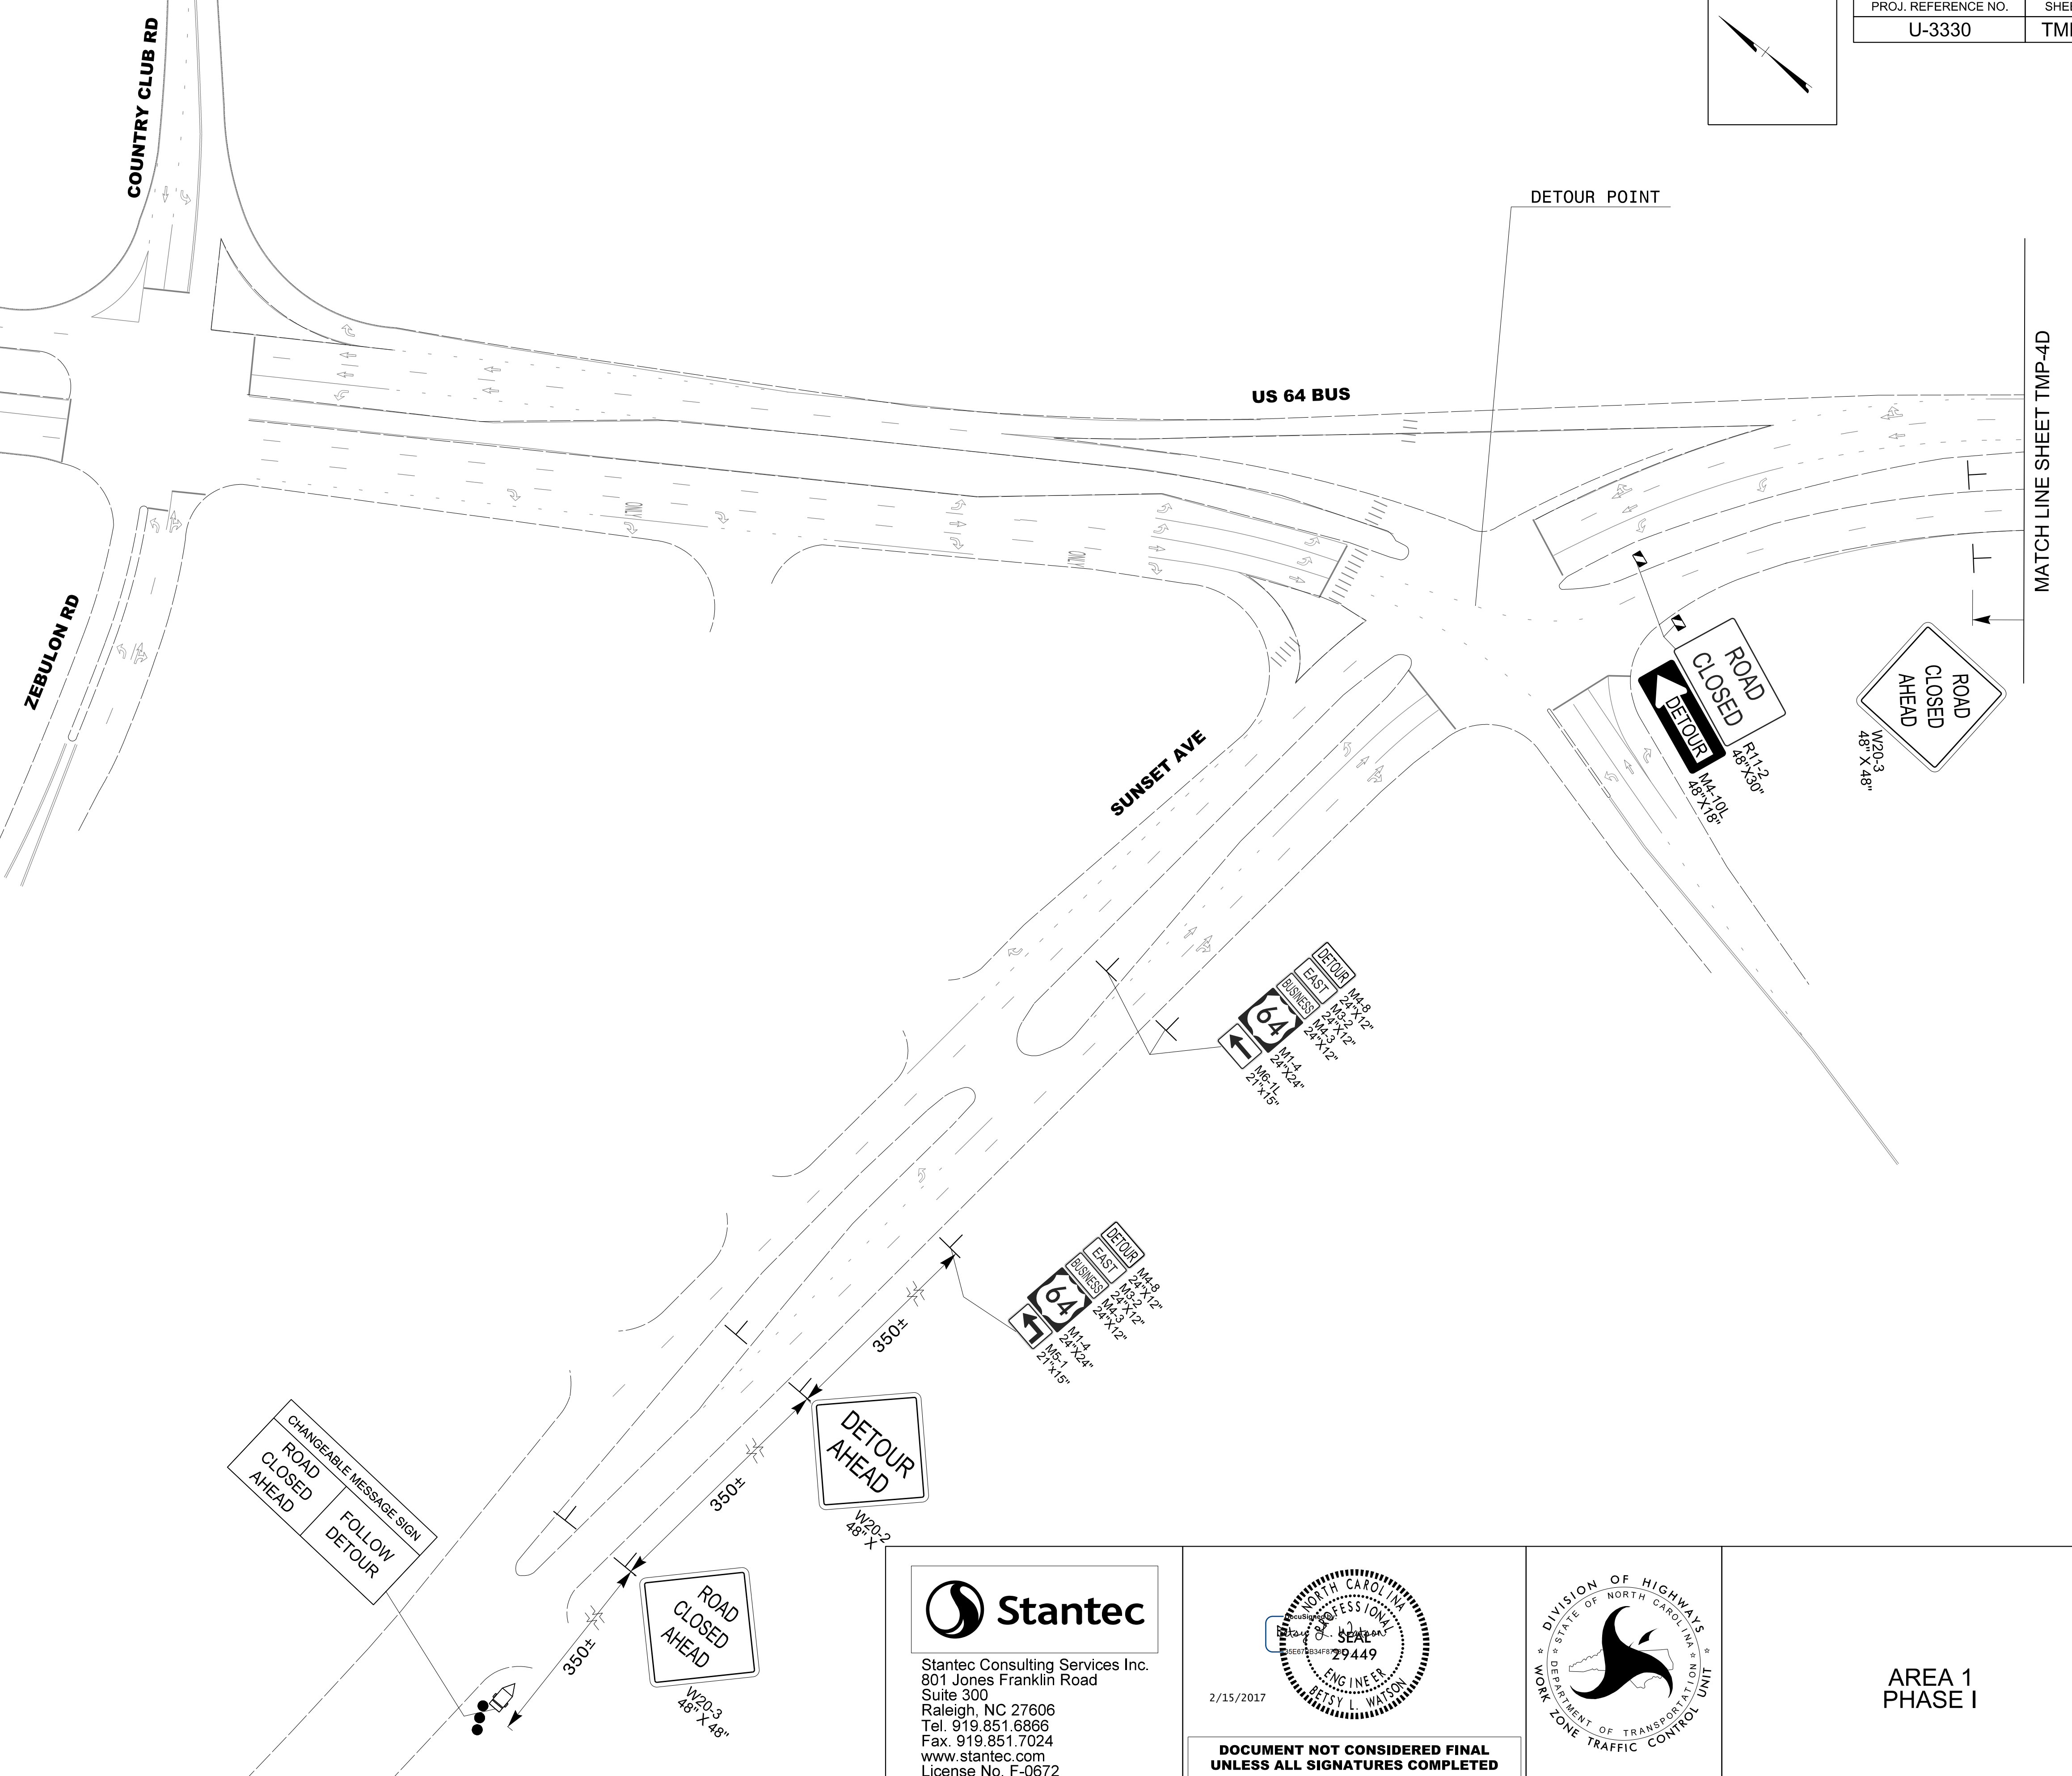 PROJ. REFERENCE NO.
U-3330
COUNTRY CLUB RD
DETOUR POINT
US 64 BUS
MATCH LINE SHEET TMP-4D
ZEBULON RD
SUNSET AVE
ONLY
ONLY
ROAD
CLOSED
DETOUR
R11-2
48"X30"
M4-10L
48"X18"
ROAD
CLOSED
AHEAD
W20-3
48" X 48"
DETOUR
EAST
BUSINESS
64
M4-8
24"X12"
M3-2
24"X12"
M4-3
24"X12"
M1-4
24"X24"
M6-1L
21"x15"
DETOUR
EAST
BUSINESS
64
M4-8
24"X12"
M3-2
24"X12"
M4-3
24"X12"
M1-4
24"X24"
M5-1
21"x15"
350±
DETOUR
AHEAD
W20-2
48" X
350±
ROAD
CLOSED
AHEAD
W20-3
48" X 48"
350±
CHANGEABLE MESSAGE SIGN
ROAD
CLOSED
AHEAD
FOLLOW
DETOUR
Stantec
Stantec Consulting Services Inc.
801 Jones Franklin Road
Suite 300
Raleigh, NC 27606
Tel. 919.851.6866
Fax. 919.851.7024
www.stantec.com
License No. F-0672
NORTH CAROLINA
PROFESSIONAL
SEAL
29449
ENGINEER
BETSY L. WATSON
2/15/2017
DOCUMENT NOT CONSIDERED FINAL
UNLESS ALL SIGNATURES COMPLETED
DIVISION OF HIGHWAYS
STATE OF NORTH CAROLINA
DEPARTMENT OF TRANSPORTATION
WORK ZONE TRAFFIC CONTROL UNIT
AREA 1
PHASE I